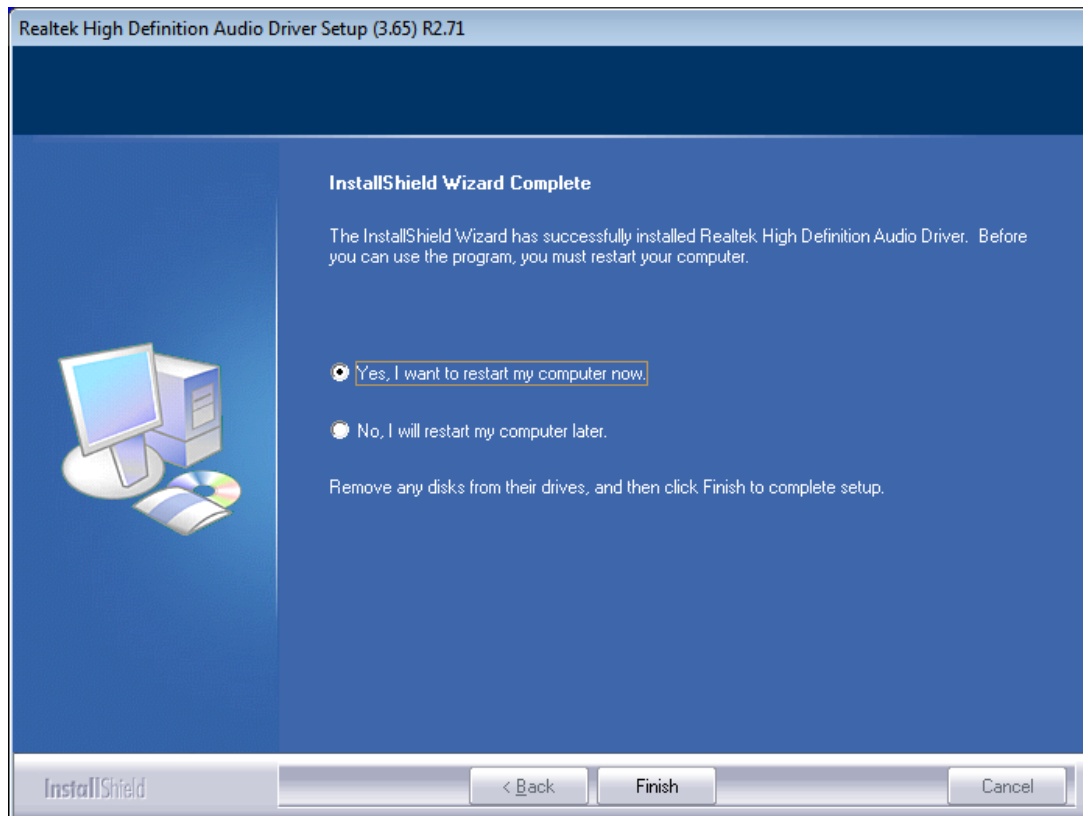 Realtek High Definition Audio Driver Setup (3.65) R2.71
InstallShield Wizard Complete
The InstallShield Wizard has successfully installed Realtek High Definition Audio Driver. Before
you can use the program, you must restart your computer.
Yes, I want to restart my computer now.
No, I will restart my computer later.
Remove any disks from their drives, and then click Finish to complete setup.
InstallShield
< Back
Finish
Cancel